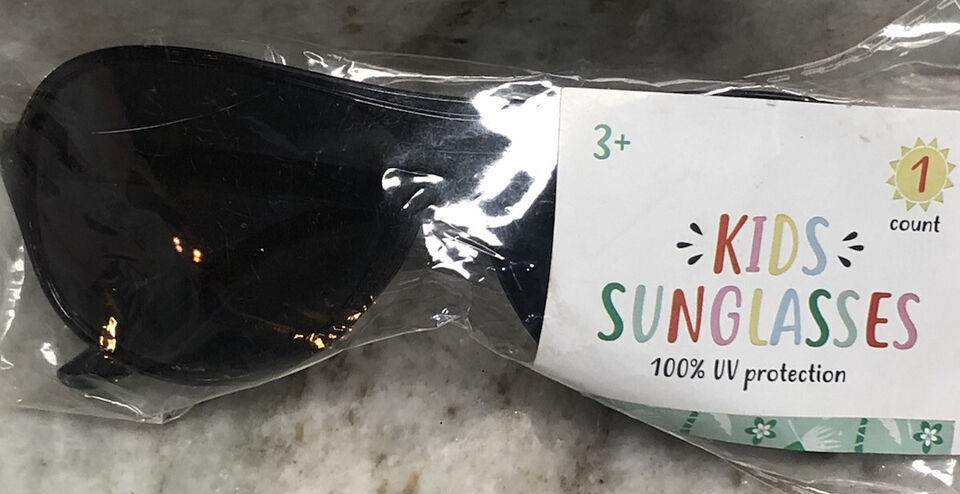 3+
1
count
KIDS
SUNGLASSES
100% UV protection